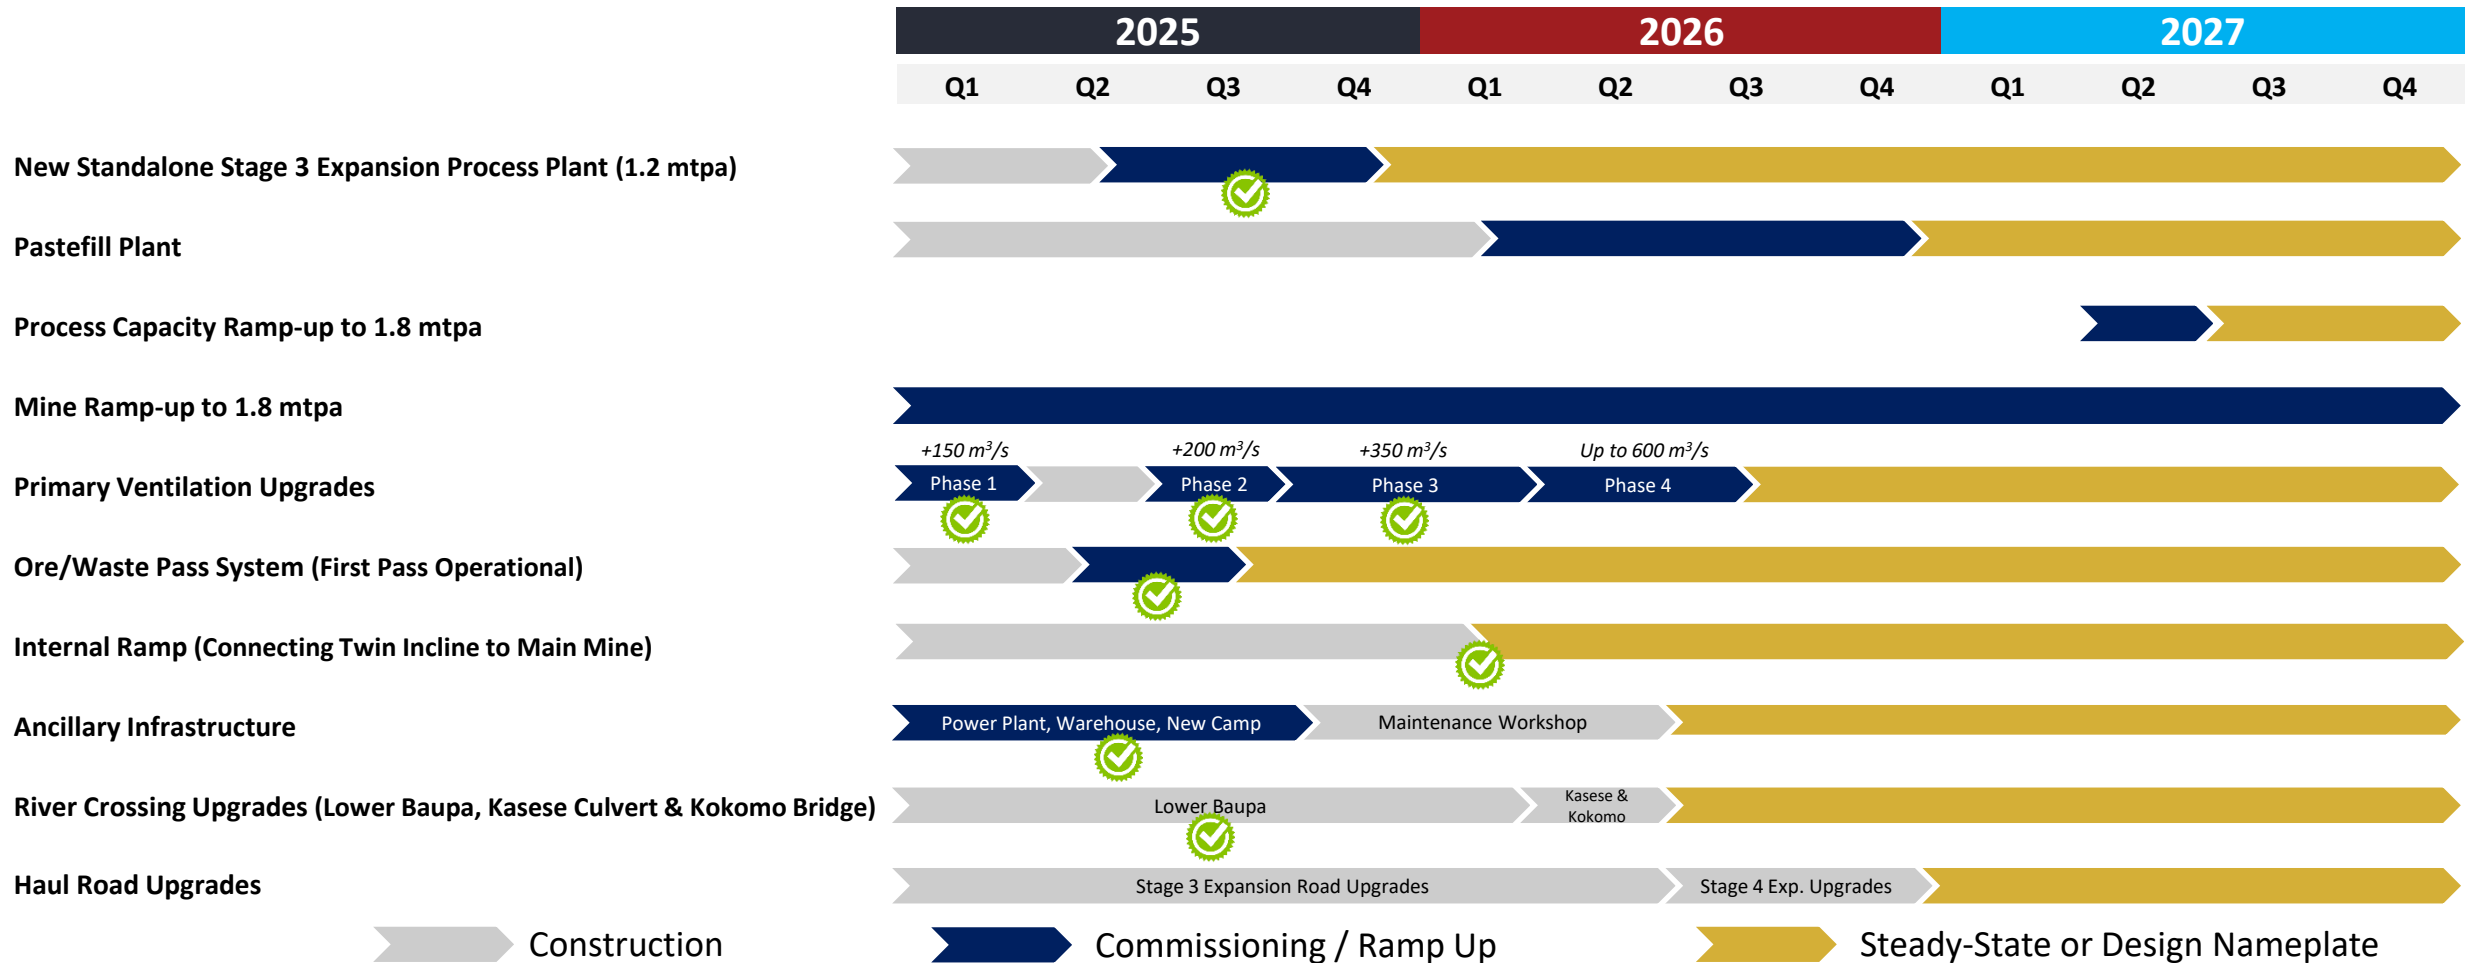 2025 2026 2027
Q1 Q2 Q3 Q4 Q1 Q2 Q3 Q4 Q1 Q2 Q3 Q4
New Standalone Stage 3 Expansion Process Plant (1.2 mtpa)
Pastefill Plant
Process Capacity Ramp-up to 1.8 mtpa
Mine Ramp-up to 1.8 mtpa
+150 m³/s +200 m³/s +350 m³/s Up to 600 m³/s
Primary Ventilation Upgrades Phase 1 Phase 2 Phase 3 Phase 4
Ore/Waste Pass System (First Pass Operational)
Internal Ramp (Connecting Twin Incline to Main Mine)
Ancillary Infrastructure Power Plant, Warehouse, New Camp Maintenance Workshop
River Crossing Upgrades (Lower Baupa, Kasese Culvert & Kokomo Bridge) Lower Baupa
Kasese &
Kokomo
Haul Road Upgrades Stage 3 Expansion Road Upgrades Stage 4 Exp. Upgrades
Construction Commissioning / Ramp Up Steady-State or Design Nameplate